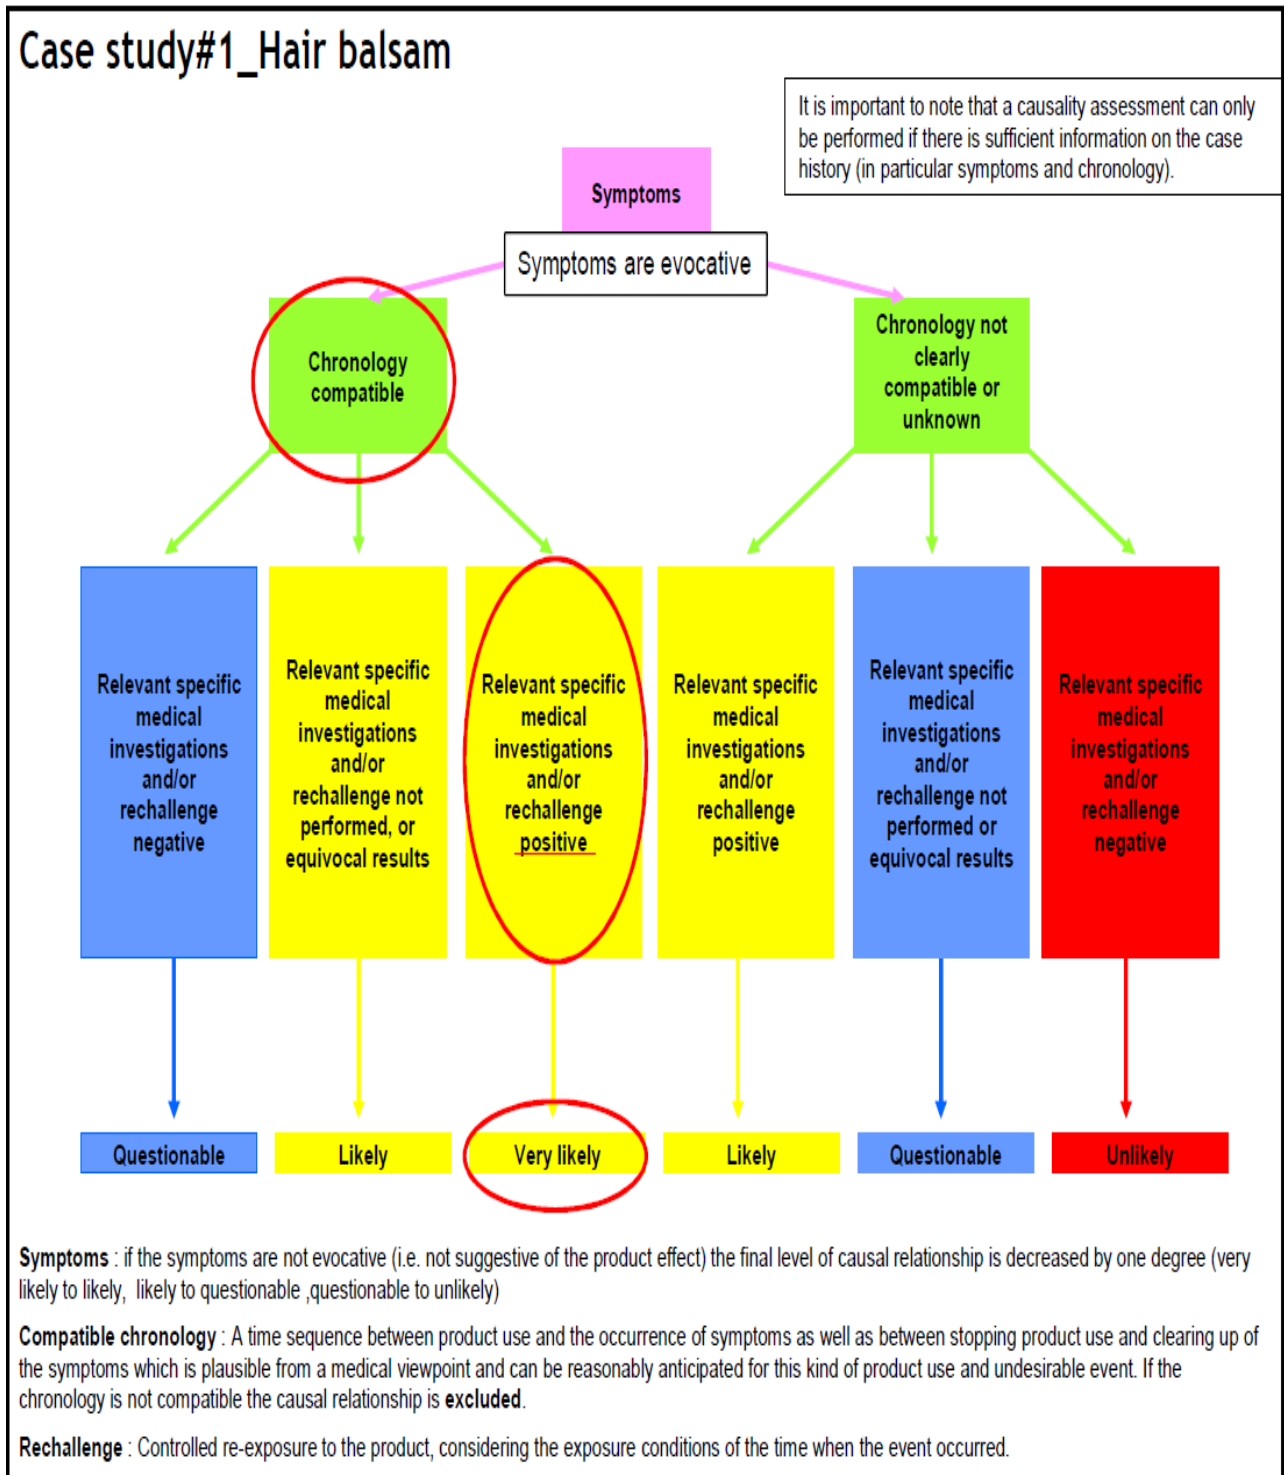 Case study#1_Hair balsam
It is important to note that a causality assessment can only
be performed if there is sufficient information on the case
history (in particular symptoms and chronology).
Symptoms
Symptoms are evocative
Chronology
compatible
Chronology not
clearly
compatible or
unknown
Relevant specific
medical
investigations
and/or
rechallenge
negative
Relevant specific
medical
investigations
and/or
rechallenge not
performed, or
equivocal results
Relevant specific
medical
investigations
and/or
rechallenge
positive
Relevant specific
medical
investigations
and/or
rechallenge
positive
Relevant specific
medical
investigations
and/or
rechallenge not
performed or
equivocal results
Relevant specific
medical
investigations
and/or
rechallenge
negative
Questionable
Likely
Very likely
Likely
Questionable
Unlikely
Symptoms : if the symptoms are not evocative (i.e. not suggestive of the product effect) the final level of causal relationship is decreased by one degree (very
likely to likely, likely to questionable ,questionable to unlikely)
Compatible chronology : A time sequence between product use and the occurrence of symptoms as well as between stopping product use and clearing up of
the symptoms which is plausible from a medical viewpoint and can be reasonably anticipated for this kind of product use and undesirable event. If the
chronology is not compatible the causal relationship is excluded.
Rechallenge : Controlled re-exposure to the product, considering the exposure conditions of the time when the event occurred.